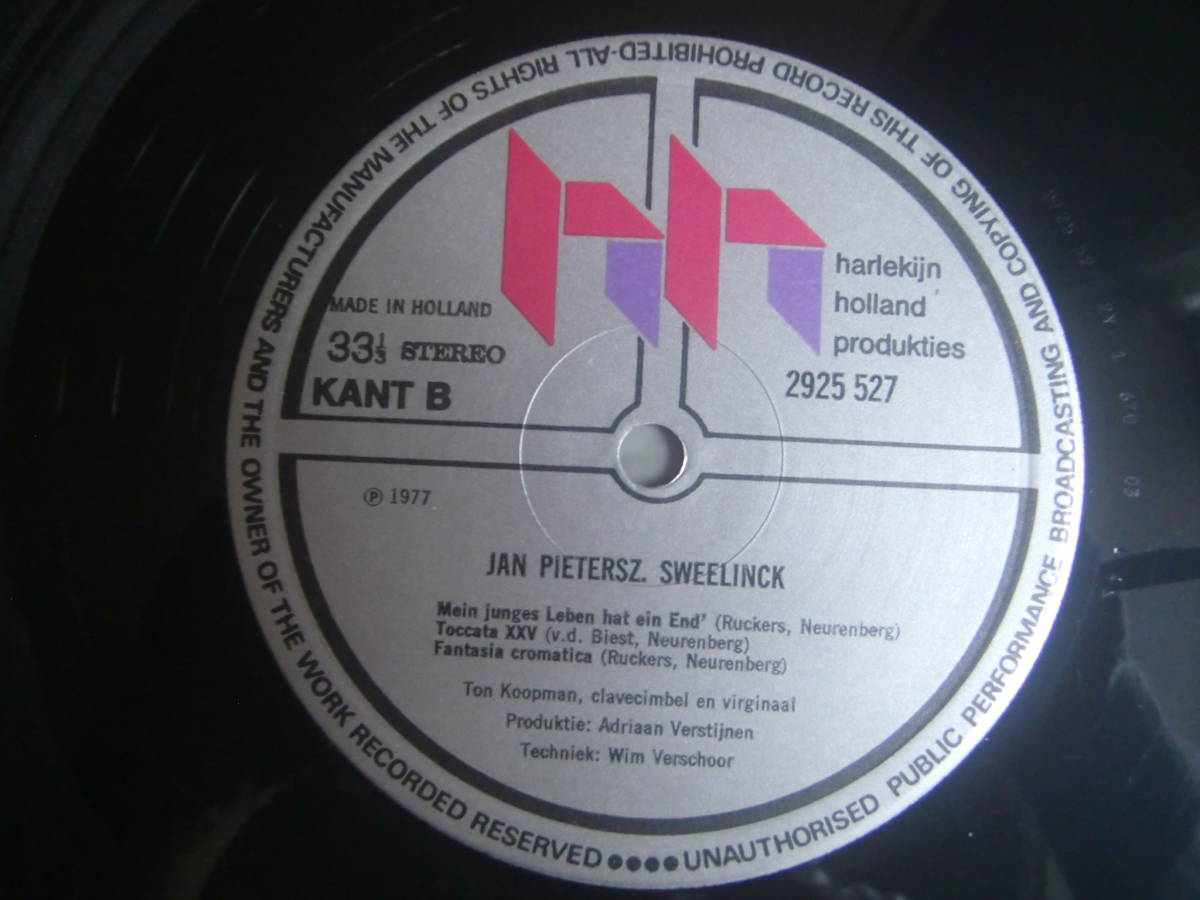 UNAUTHORISED PUBLIC PERFORMANCE BROADCASTING AND COPYING OF THIS RECORD PROHIBITED-ALL RIGHTS OF THE MANUFACTURERS AND THE OWNER OF THE WORK RECORDED RESERVED
harlekijn
holland
produkties
2925 527
MADE IN HOLLAND
33⅓ STEREO
KANT B
℗ 1977
JAN PIETERSZ. SWEELINCK
Mein junges Leben hat ein End' (Ruckers, Neurenberg)
Toccata XXV (v.d. Biest, Neurenberg)
Fantasia cromatica (Ruckers, Neurenberg)
Ton Koopman, clavecimbel en virginaal
Produktie: Adriaan Verstijnen
Techniek: Wim Verschoor